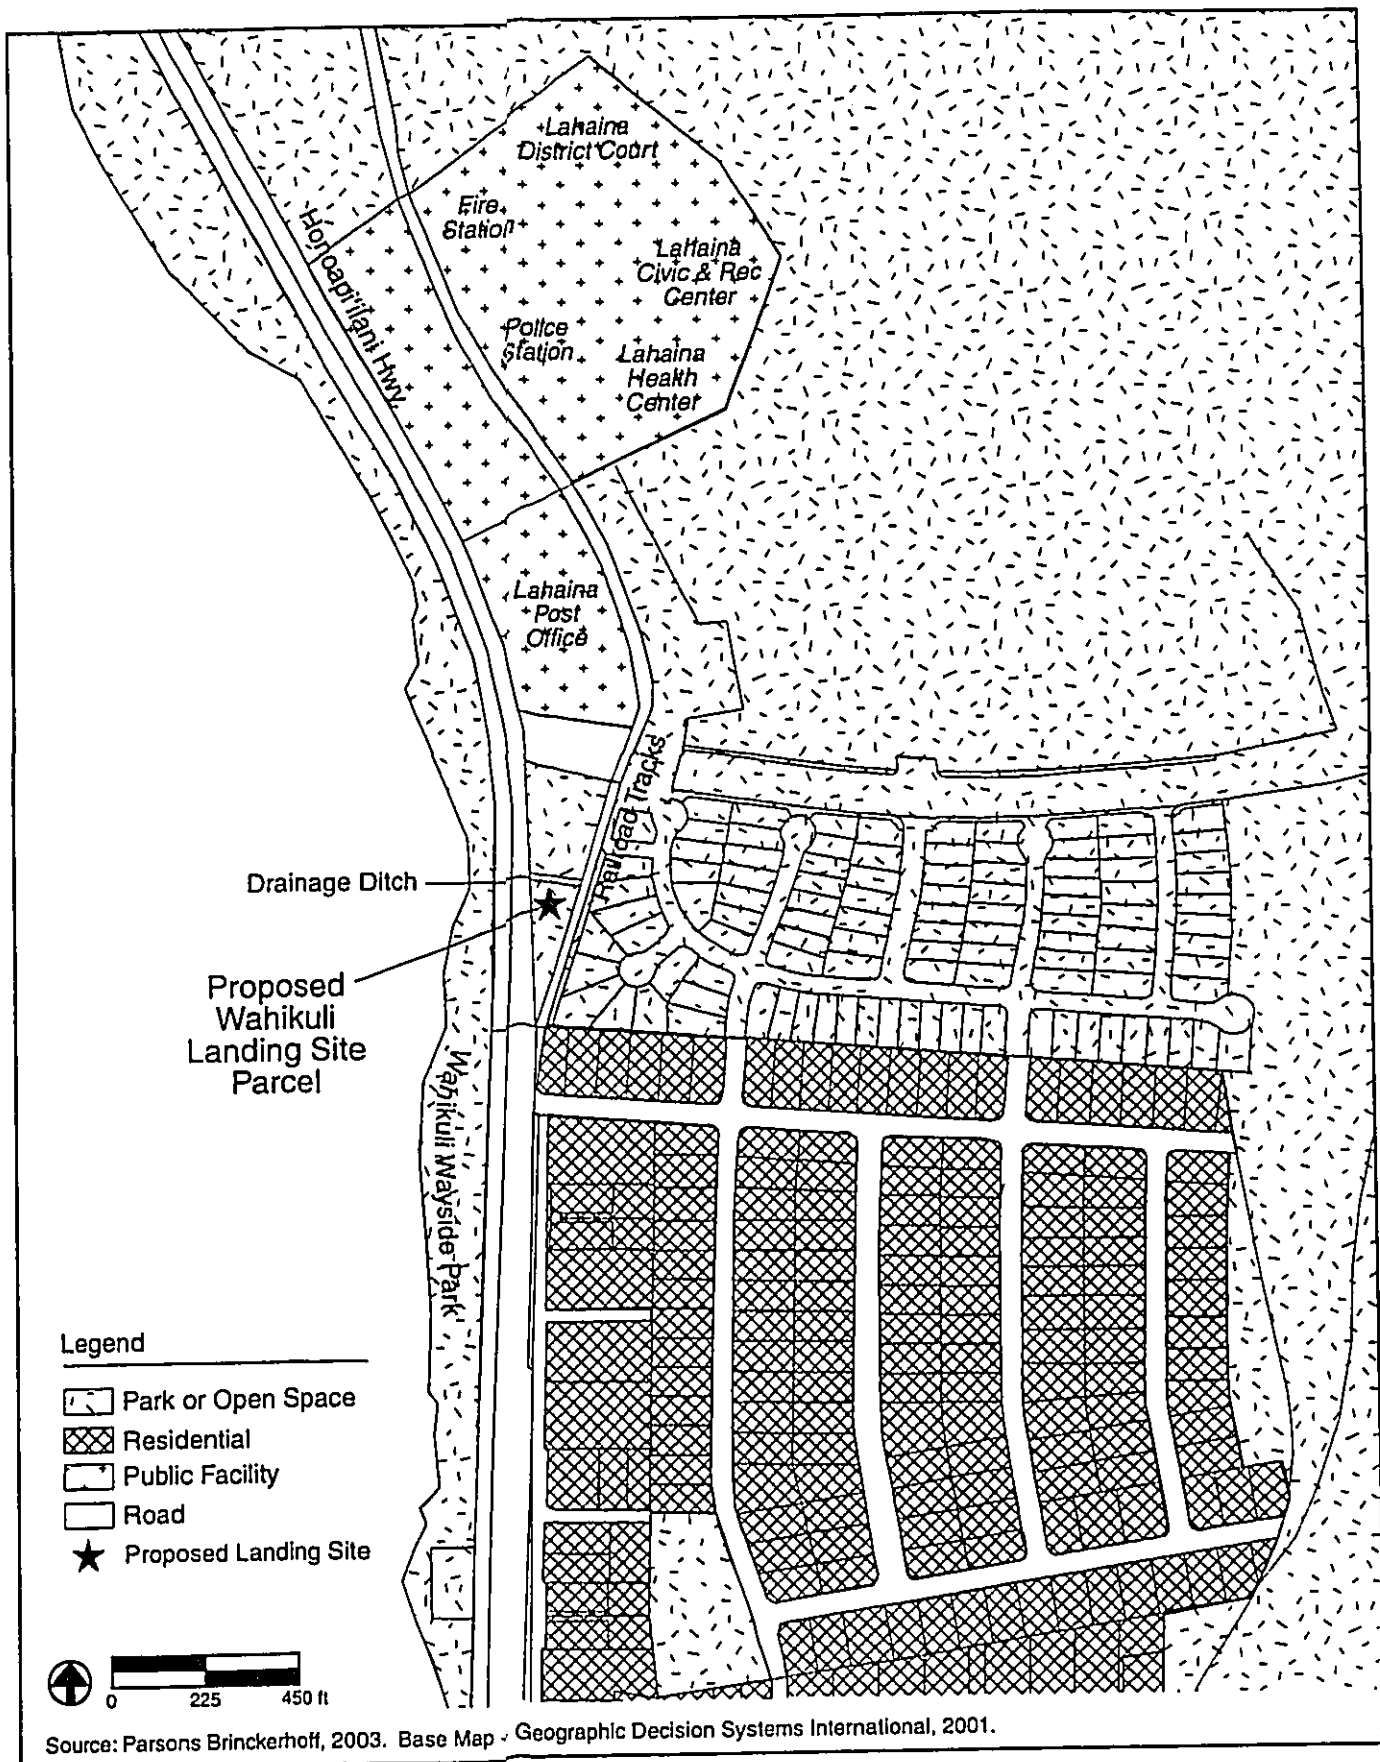 Lahaina
District Court
Fire
Station
Lahaina
Civic & Rec
Center
Honoapi'ilani Hwy.
Police
Station
Lahaina
Health
Center
Lahaina
Post
Office
Railroad Tracks
Drainage Ditch
Proposed
Wahikuli
Landing Site
Parcel
Wahikuli Wayside Park
Legend
Park or Open Space
Residential
Public Facility
Road
Proposed Landing Site
0 225 450 ft
Source: Parsons Brinckerhoff, 2003. Base Map - Geographic Decision Systems International, 2001.